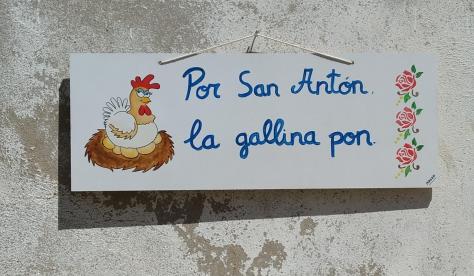 Por San Antón.
la gallina pon.